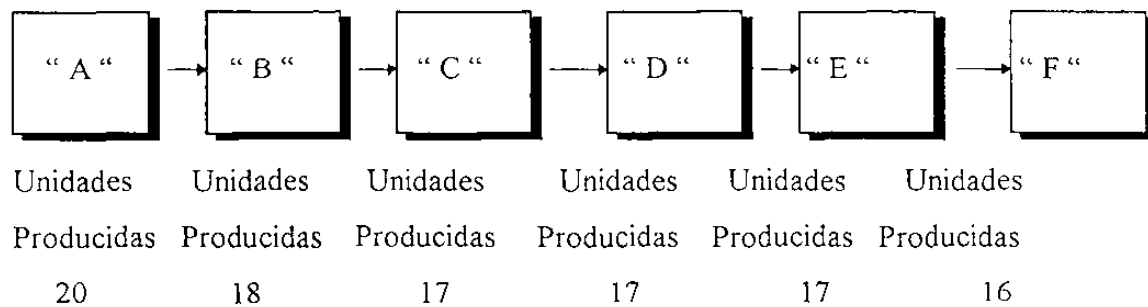 “ A “ “ B “ “ C “ “ D “ “ E “ “ F “
Unidades Unidades Unidades Unidades Unidades Unidades
Producidas Producidas Producidas Producidas Producidas Producidas
20 18 17 17 17 16